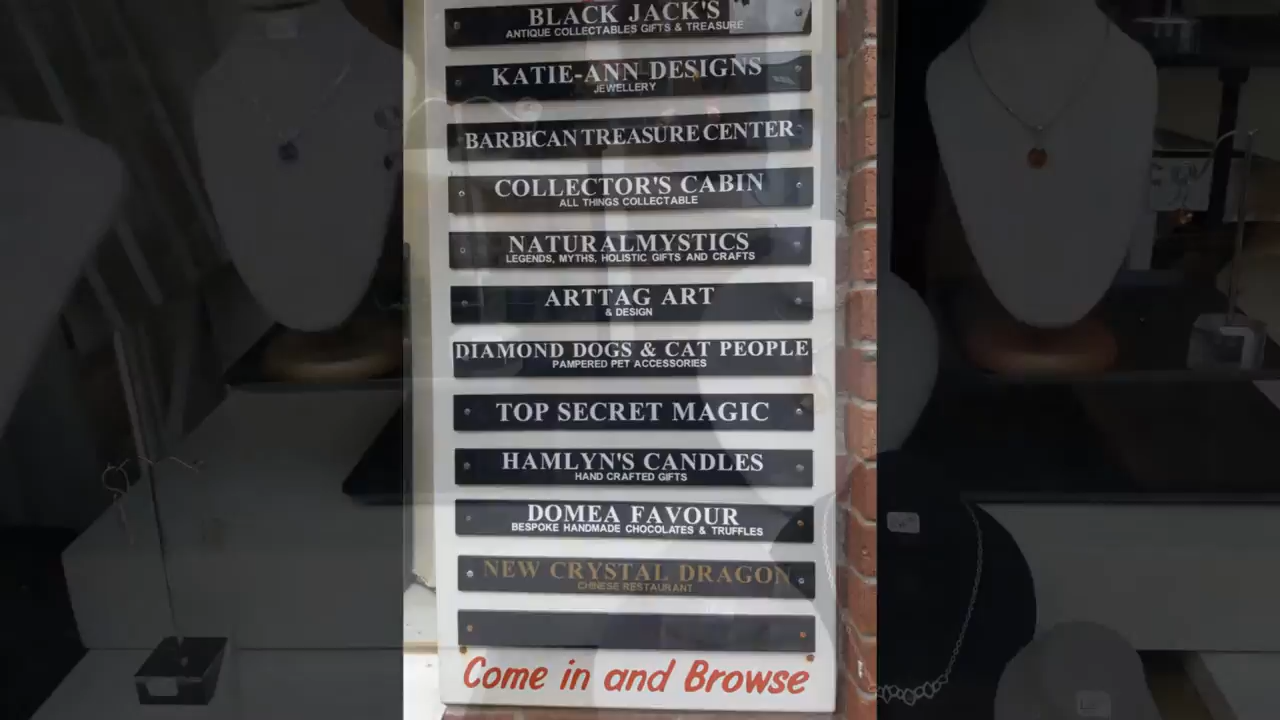 BLACK JACK'S
ANTIQUE COLLECTABLES GIFTS & TREASURE
KATIE-ANN DESIGNS
JEWELLERY
BARBICAN TREASURE CENTER
COLLECTOR'S CABIN
ALL THINGS COLLECTABLE
NATURALMYSTICS
LEGENDS, MYTHS, HOLISTIC GIFTS AND CRAFTS
ARTTAG ART
& DESIGN
DIAMOND DOGS & CAT PEOPLE
PAMPERED PET ACCESSORIES
TOP SECRET MAGIC
HAMLYN'S CANDLES
HAND CRAFTED GIFTS
DOMEA FAVOUR
BESPOKE HANDMADE CHOCOLATES & TRUFFLES
NEW CRYSTAL DRAGON
CHINESE RESTAURANT
Come in and Browse